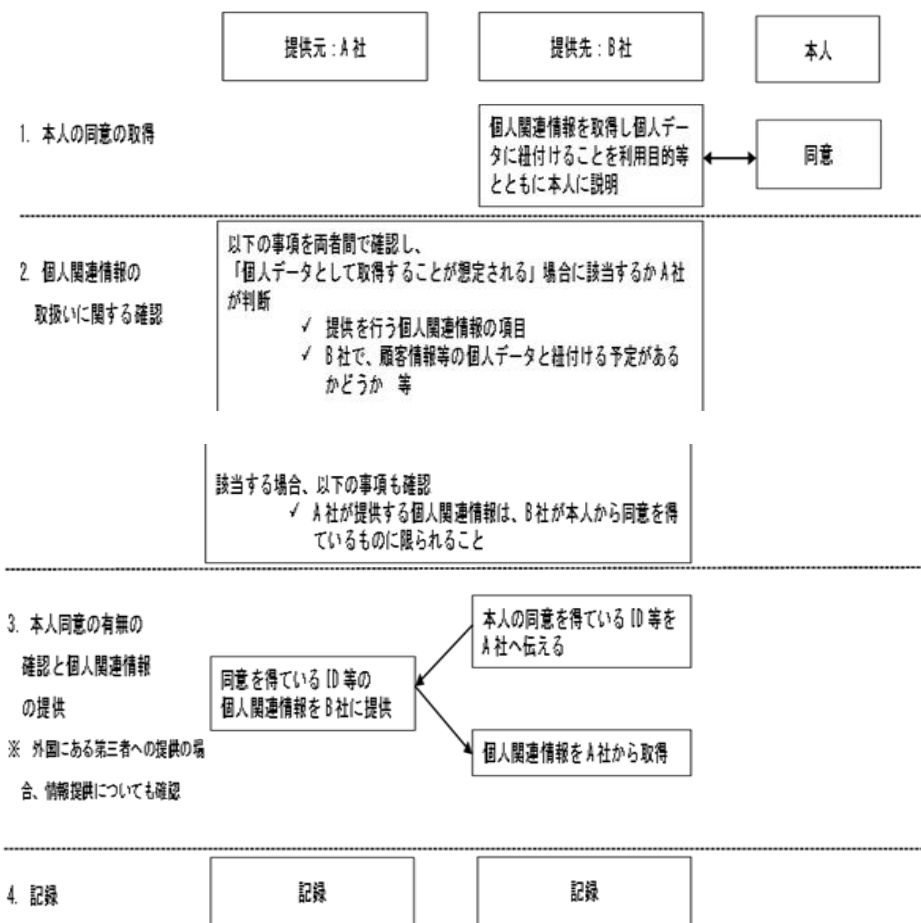 提供元：A社
提供先：B社
本人
1. 本人の同意の取得
個人関連情報を取得し個人デー
タに紐付けることを利用目的等
とともに本人に説明
同意
2. 個人関連情報の
取扱いに関する確認
以下の事項を両者間で確認し、
「個人データとして取得することが想定される」場合に該当するかA社
が判断
✓ 提供を行う個人関連情報の項目
✓ B社で、顧客情報等の個人データと紐付ける予定がある
かどうか 等
該当する場合、以下の事項も確認
✓ A社が提供する個人関連情報は、B社が本人から同意を得
ているものに限られること
3. 本人同意の有無の
確認と個人関連情報
の提供
※ 外国にある第三者への提供の場
合、情報提供についても確認
本人の同意を得ているID等を
A社へ伝える
同意を得ているID等の
個人関連情報をB社に提供
個人関連情報をA社から取得
4. 記録
記録
記録